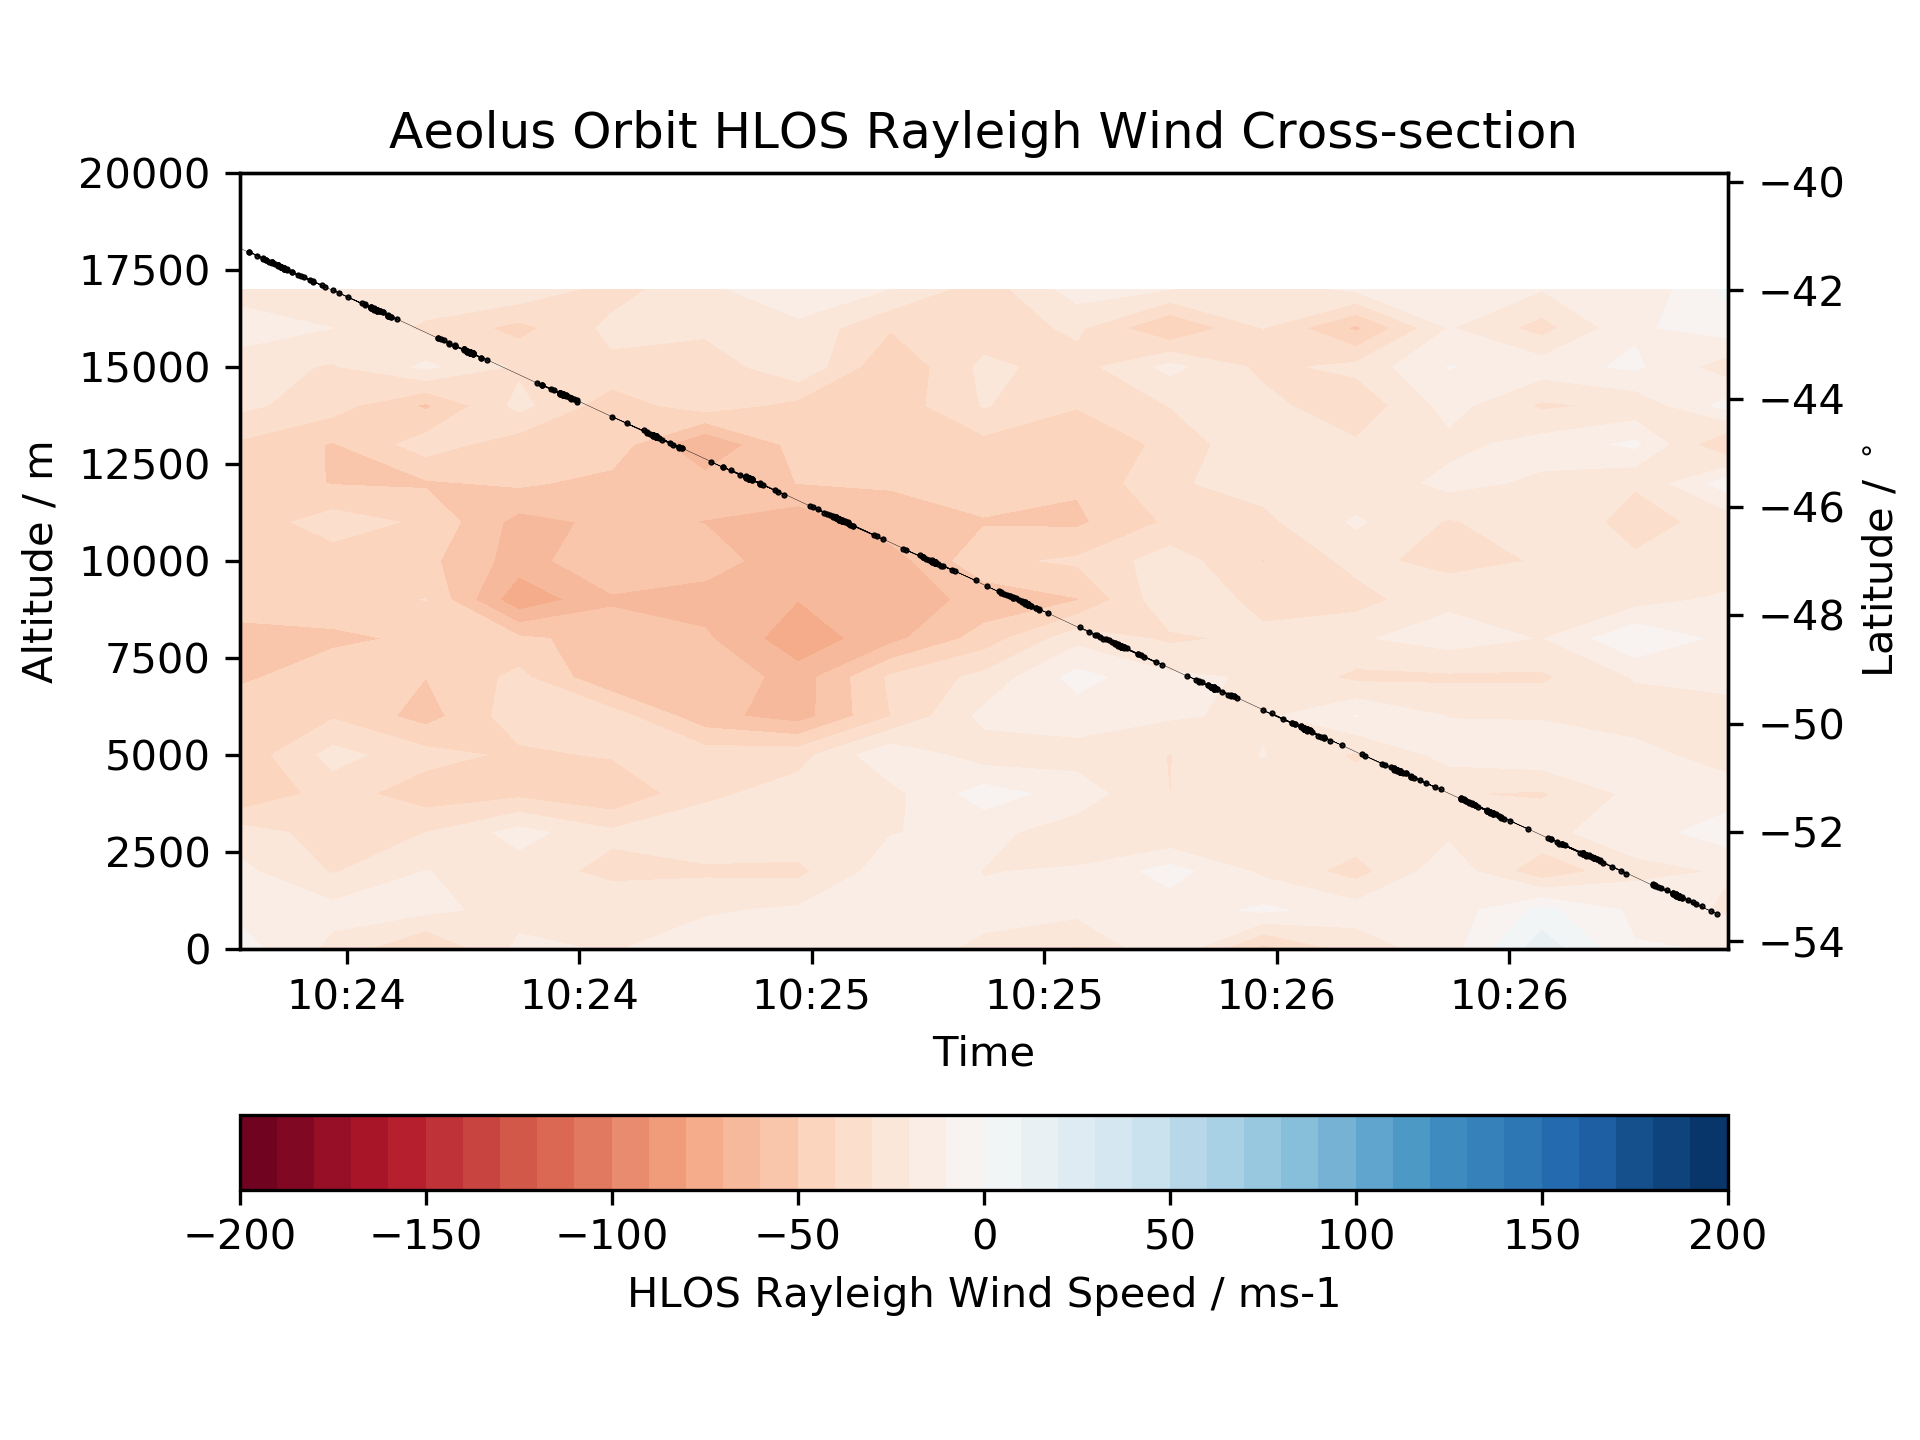 Aeolus Orbit HLOS Rayleigh Wind Cross-section
20000
17500
15000
12500
10000
7500
5000
2500
0
Altitude / m
−40
−42
−44
−46
−48
−50
−52
−54
Latitude / °
10:24 10:24 10:25 10:25 10:26 10:26
Time
−200 −150 −100 −50 0 50 100 150 200
HLOS Rayleigh Wind Speed / ms-1